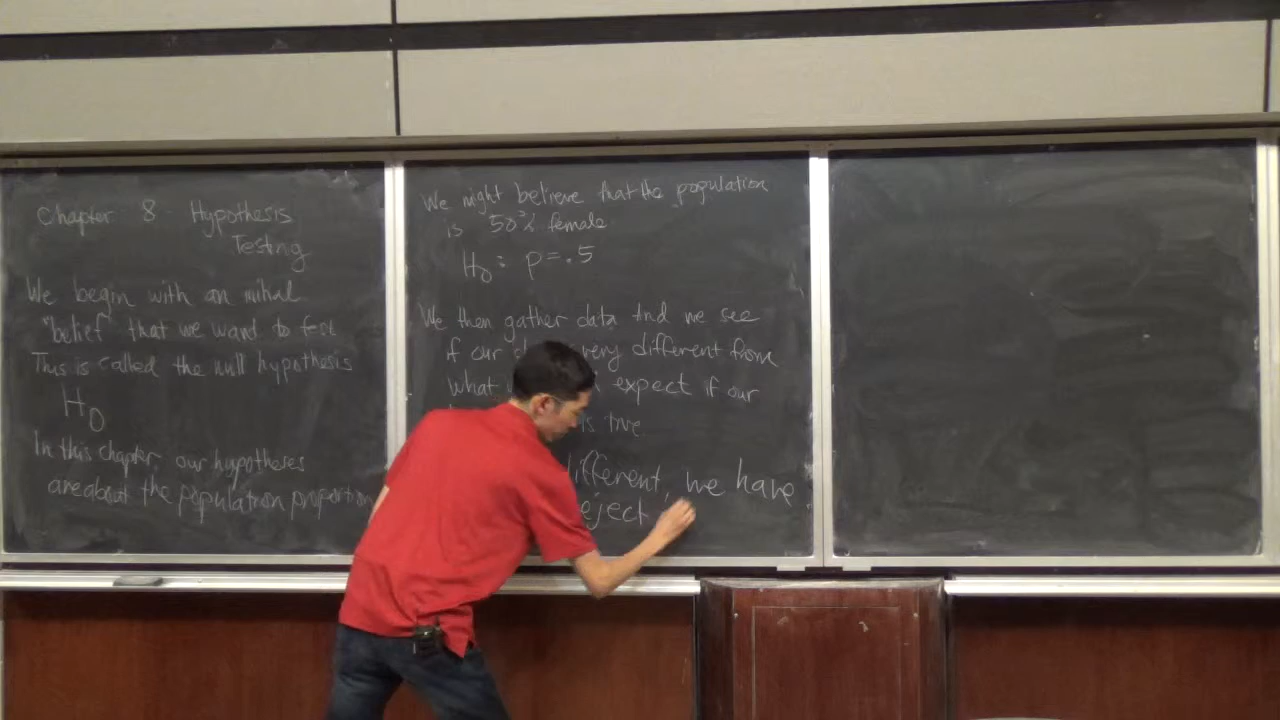 Chapter 8 Hypothesis
Testing
We begin with an initial
"belief" that we want to test
This is called the null hypothesis
H0
In this chapter, our hypotheses
are about the population proportion
We might believe that the population
is 50% female
H0: p=.5
We then gather data and we see
if our very different from
what expect if our
is true
different, we have
reject